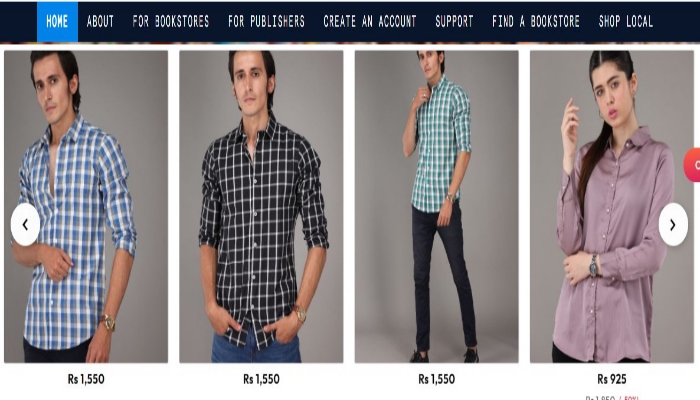 HOME ABOUT FOR BOOKSTORES FOR PUBLISHERS CREATE AN ACCOUNT SUPPORT FIND A BOOKSTORE SHOP LOCAL
Rs 1,550 Rs 1,550 Rs 1,550 Rs 925